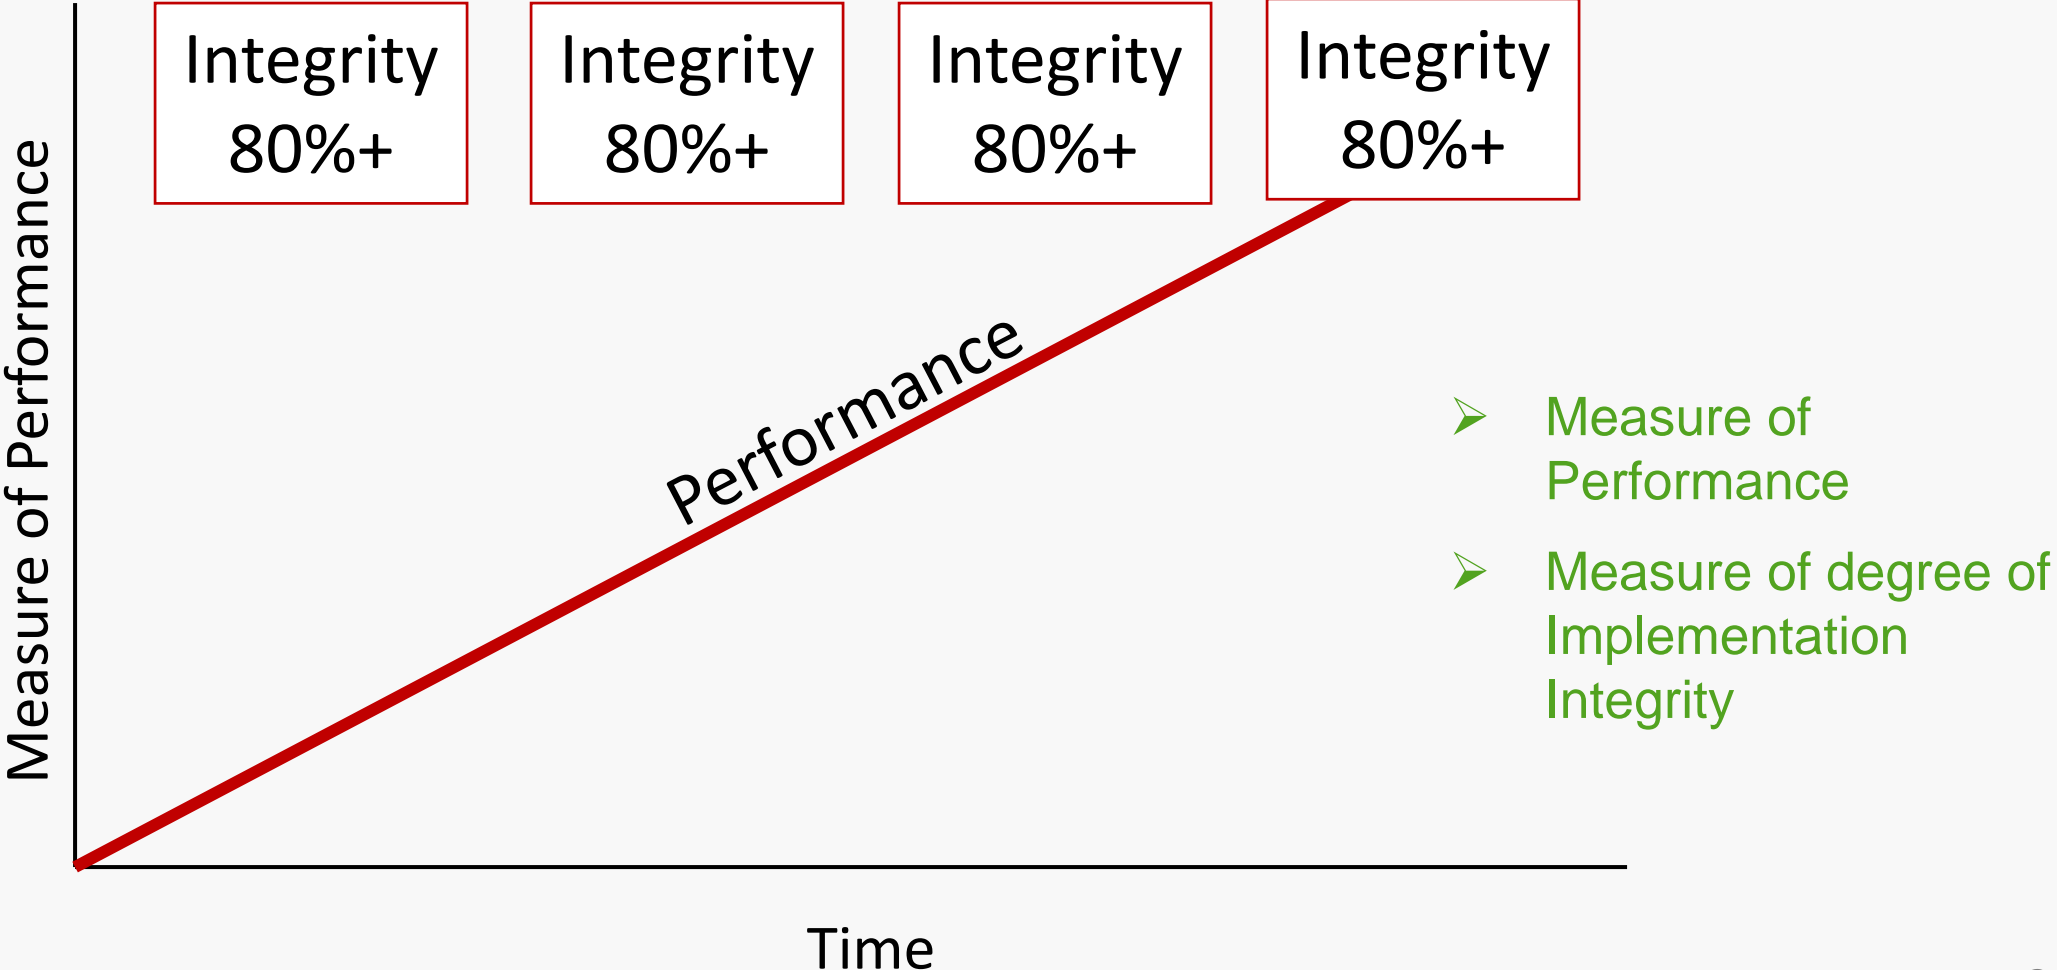 Integrity
80%+
Integrity
80%+
Integrity
80%+
Integrity
80%+
Measure of Performance
Performance
Measure of
Performance
Measure of degree of
Implementation
Integrity
Time